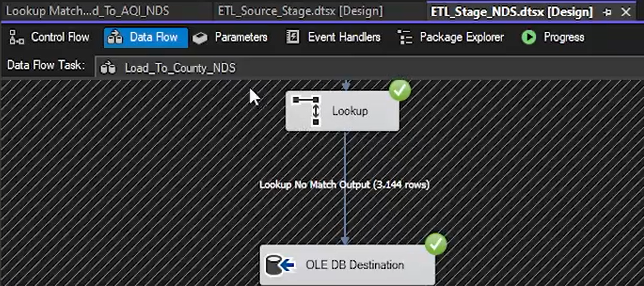 Lookup Match...d_To_AQI_NDS ETL_Source_Stage.dtsx [Design] ETL_Stage_NDS.dtsx [Design]
Control Flow Data Flow Parameters Event Handlers Package Explorer Progress
Data Flow Task: Load_To_County_NDS
Lookup
Lookup No Match Output (3.144 rows)
OLE DB Destination